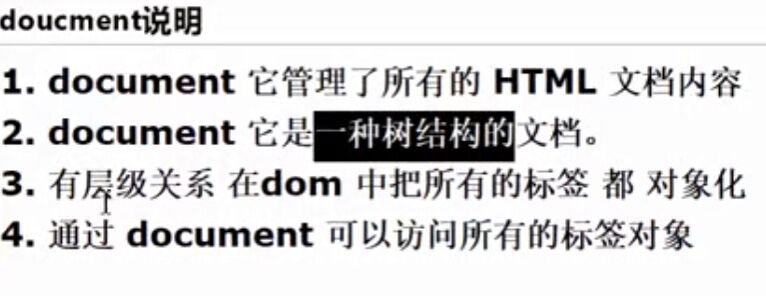 doucment说明
1. document 它管理了所有的 HTML 文档内容
2. document 它是一种树结构的文档。
3. 有层级关系 在dom 中把所有的标签 都 对象化
4. 通过 document 可以访问所有的标签对象